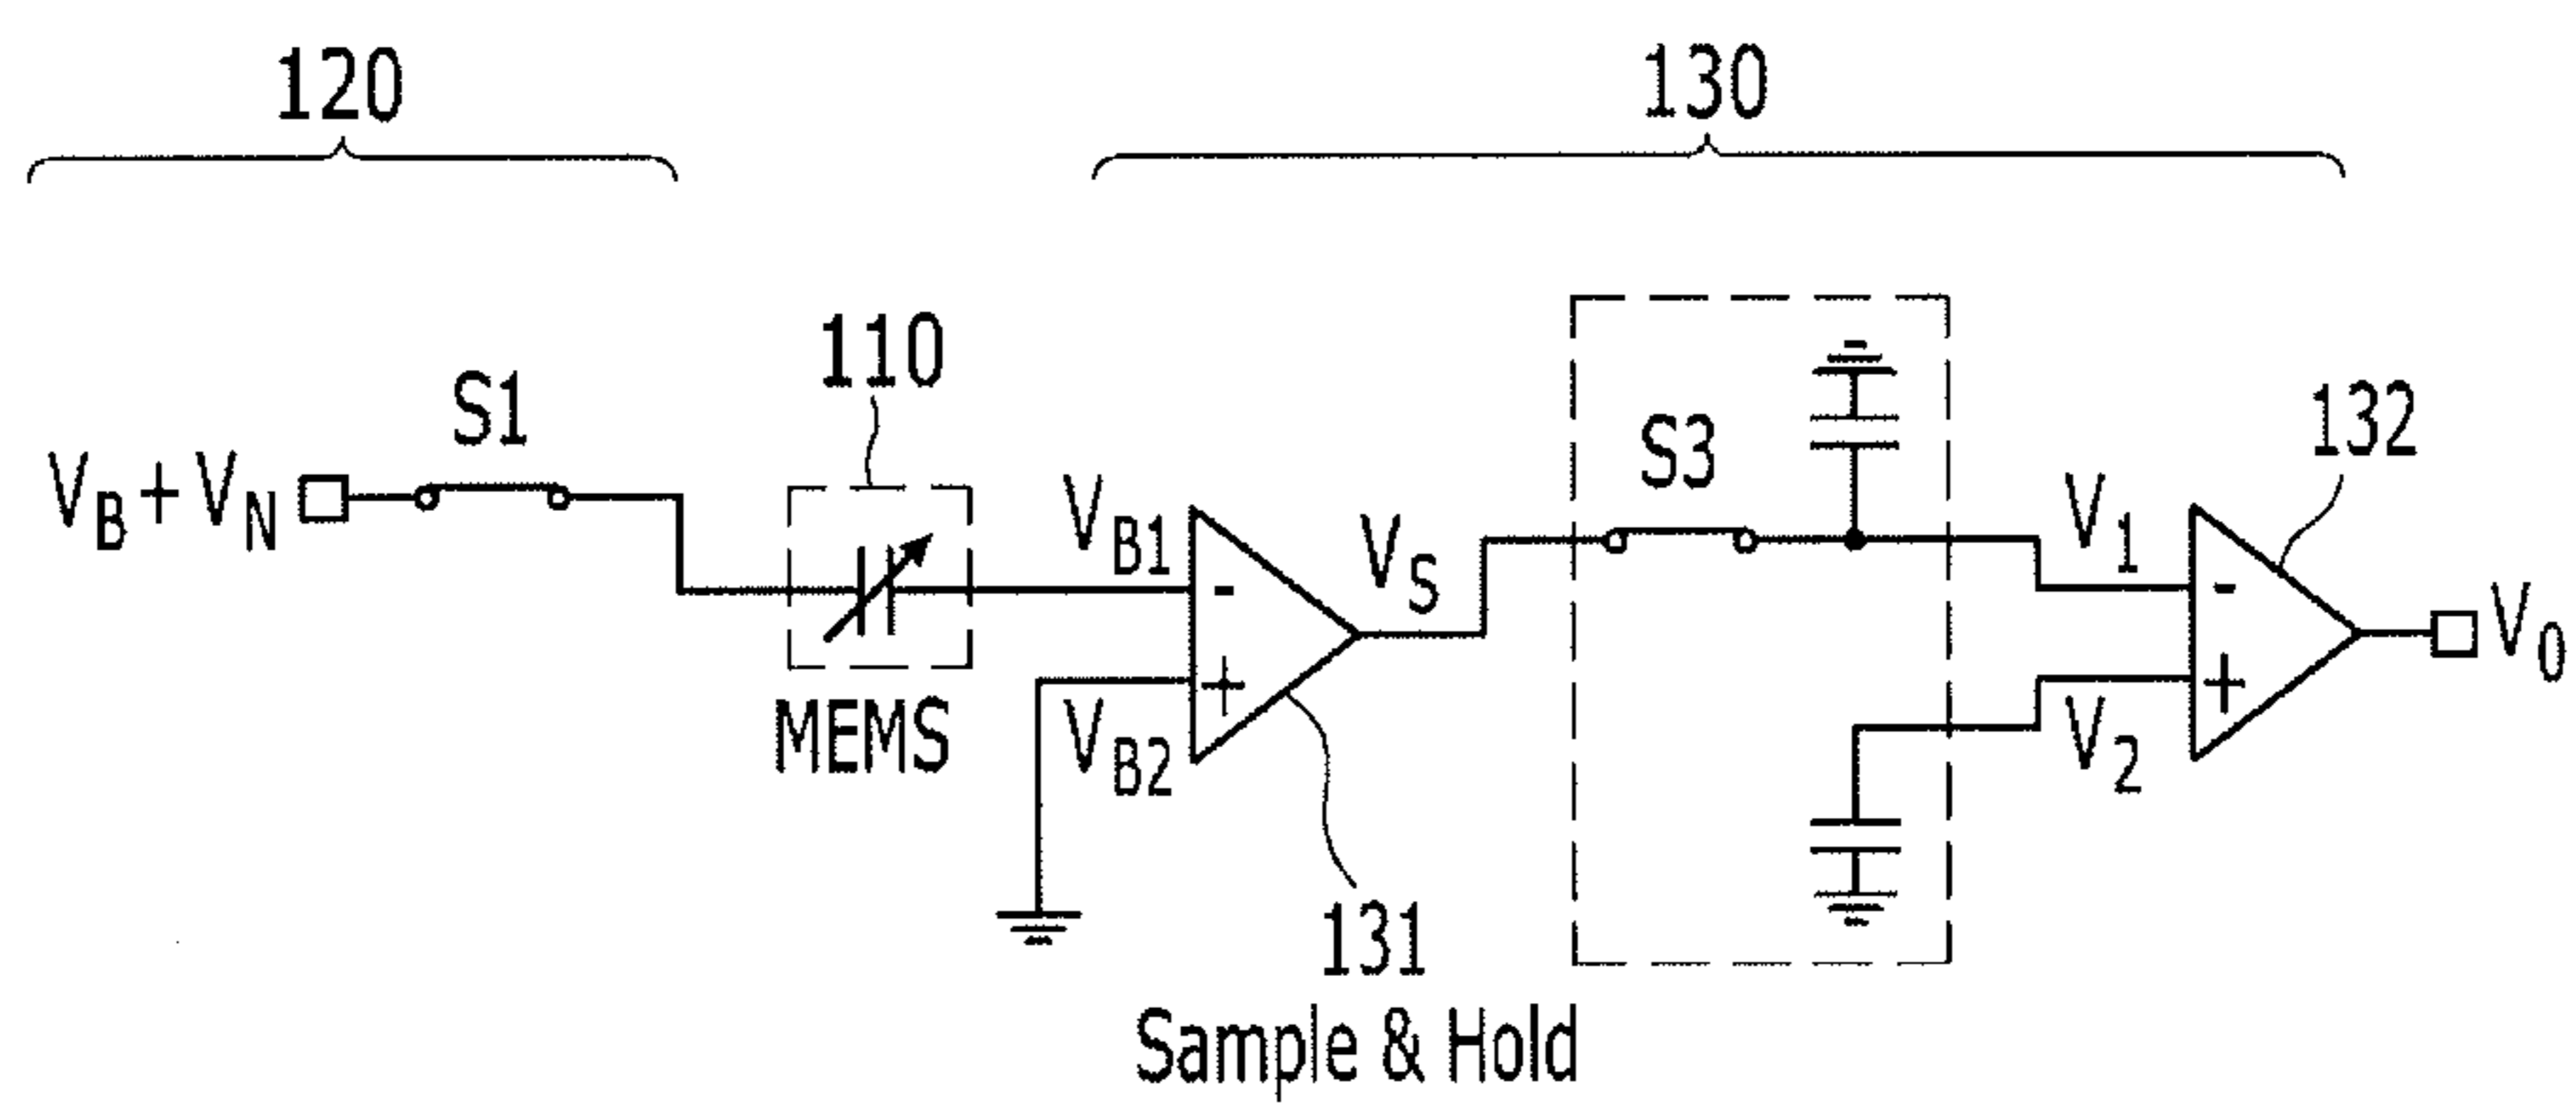 120
130
110
S1
S3
132
V_B + V_N
V_B1
V_S
V_1
-
-
V_0
+
+
MEMS
V_B2
V_2
131
Sample & Hold